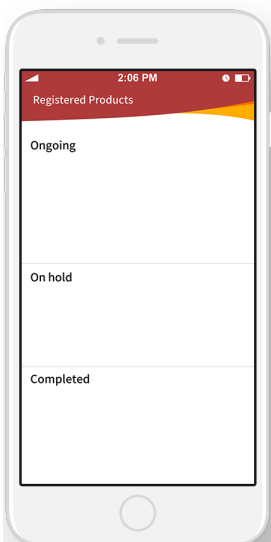 2:06 PM
Registered Products
Ongoing
On hold
Completed